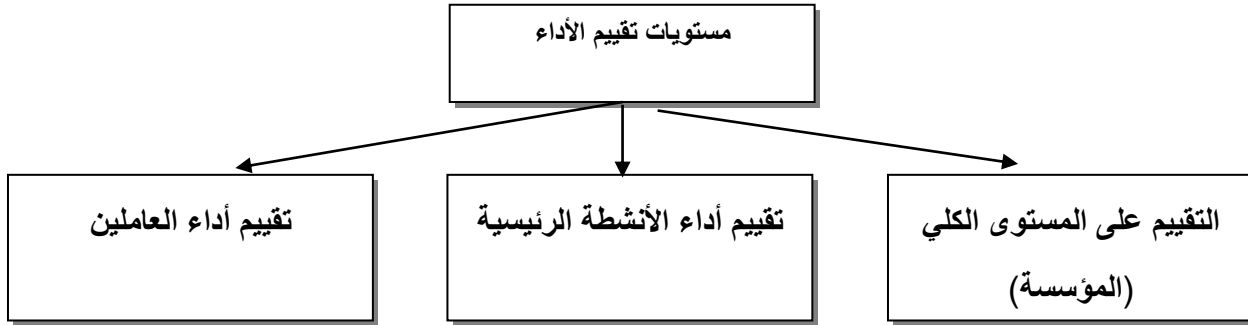 مستويات تقييم الأداء
التقييم على المستوى الكلي
(المؤسسة)
تقييم أداء الأنشطة الرئيسية
تقييم أداء العاملين